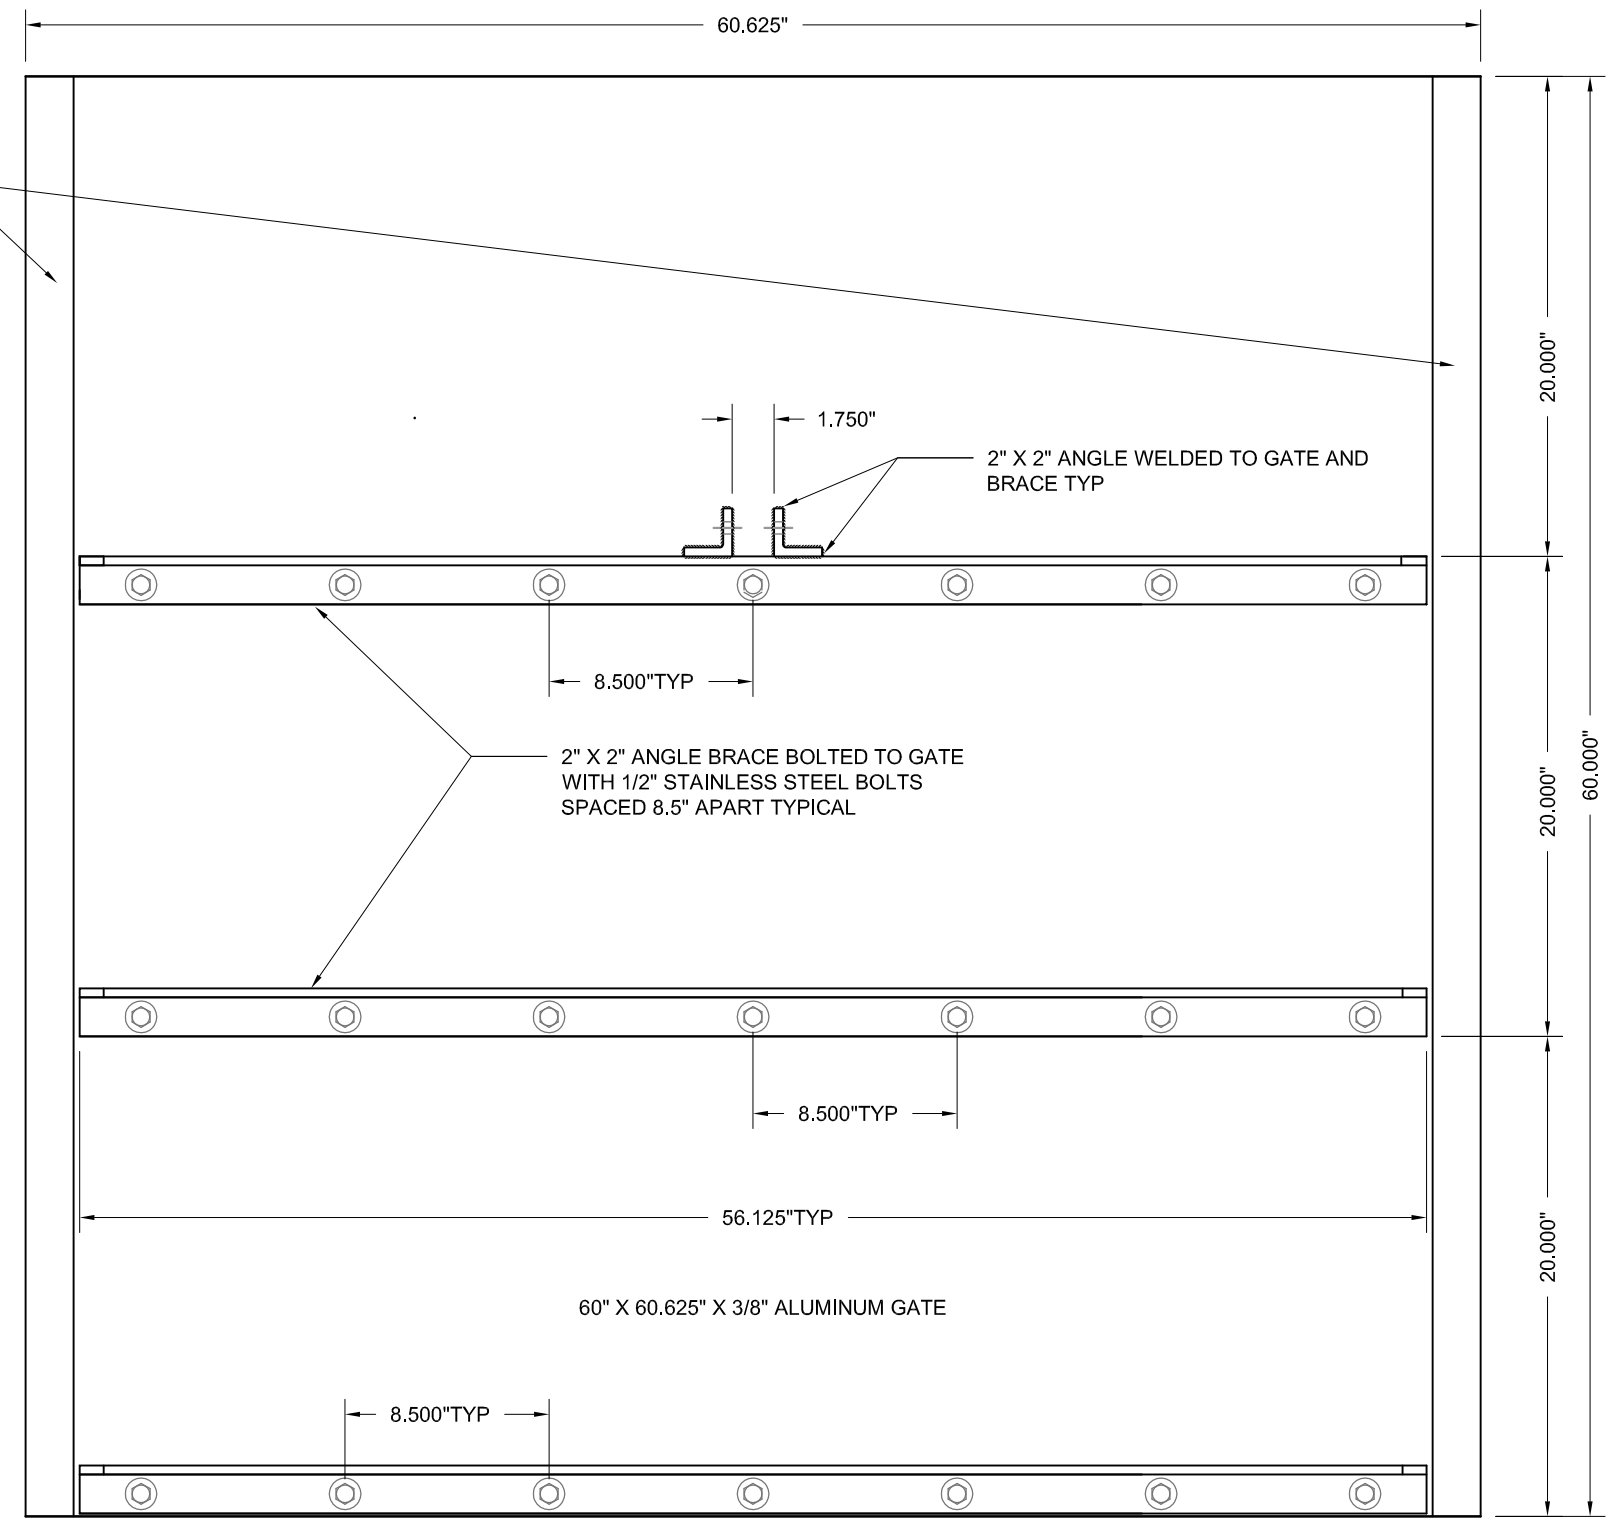 60.625"
20.000"
1.750"
2" X 2" ANGLE WELDED TO GATE AND
BRACE TYP
8.500"TYP
2" X 2" ANGLE BRACE BOLTED TO GATE
WITH 1/2" STAINLESS STEEL BOLTS
SPACED 8.5" APART TYPICAL
20.000"
60.000"
8.500"TYP
56.125"TYP
20.000"
60" X 60.625" X 3/8" ALUMINUM GATE
8.500"TYP